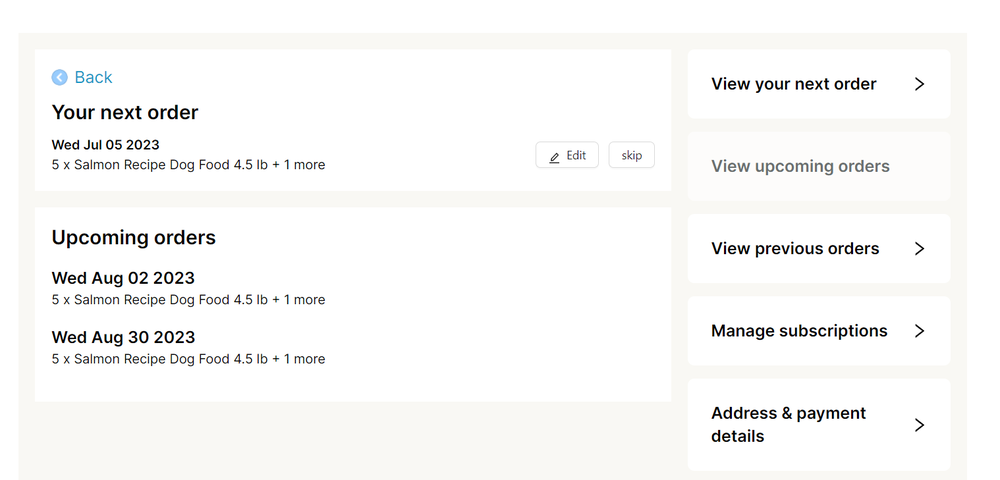 Back
Your next order
Wed Jul 05 2023
5 x Salmon Recipe Dog Food 4.5 lb + 1 more
Edit
skip
Upcoming orders
Wed Aug 02 2023
5 x Salmon Recipe Dog Food 4.5 lb + 1 more
Wed Aug 30 2023
5 x Salmon Recipe Dog Food 4.5 lb + 1 more
View your next order
View upcoming orders
View previous orders
Manage subscriptions
Address & payment
details